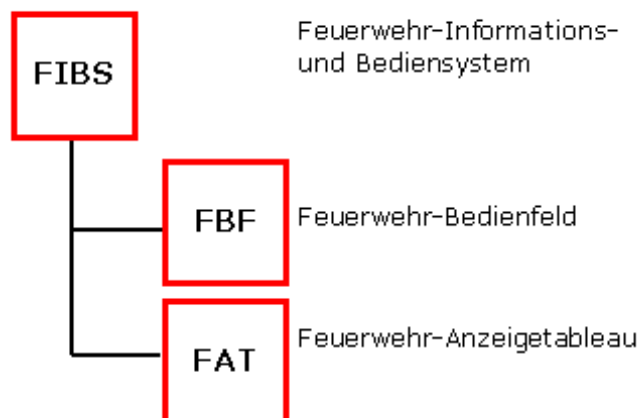 FIBS
Feuerwehr-Informations-
und Bediensystem
FBF
Feuerwehr-Bedienfeld
FAT
Feuerwehr-Anzeigetableau